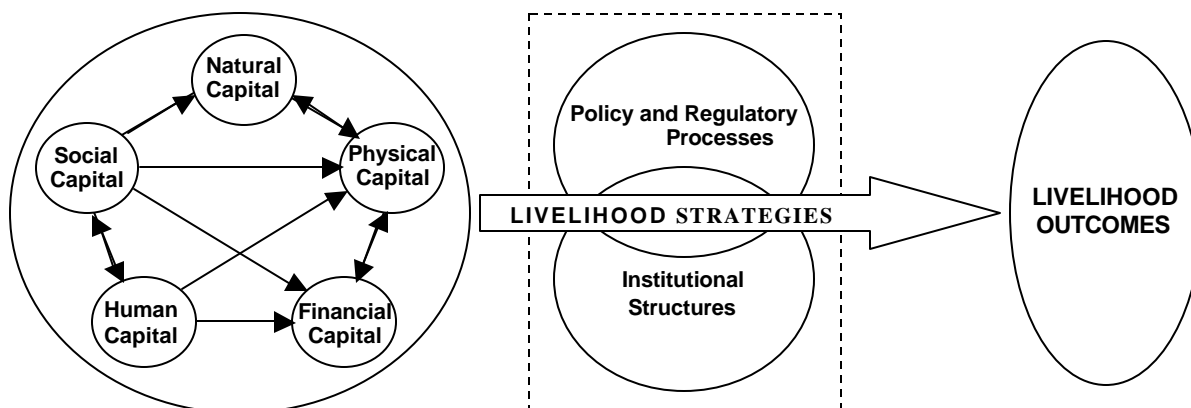 Natural
Capital
Social
Capital
Physical
Capital
Human
Capital
Financial
Capital
Policy and Regulatory
Processes
LIVELIHOOD STRATEGIES
Institutional
Structures
LIVELIHOOD
OUTCOMES